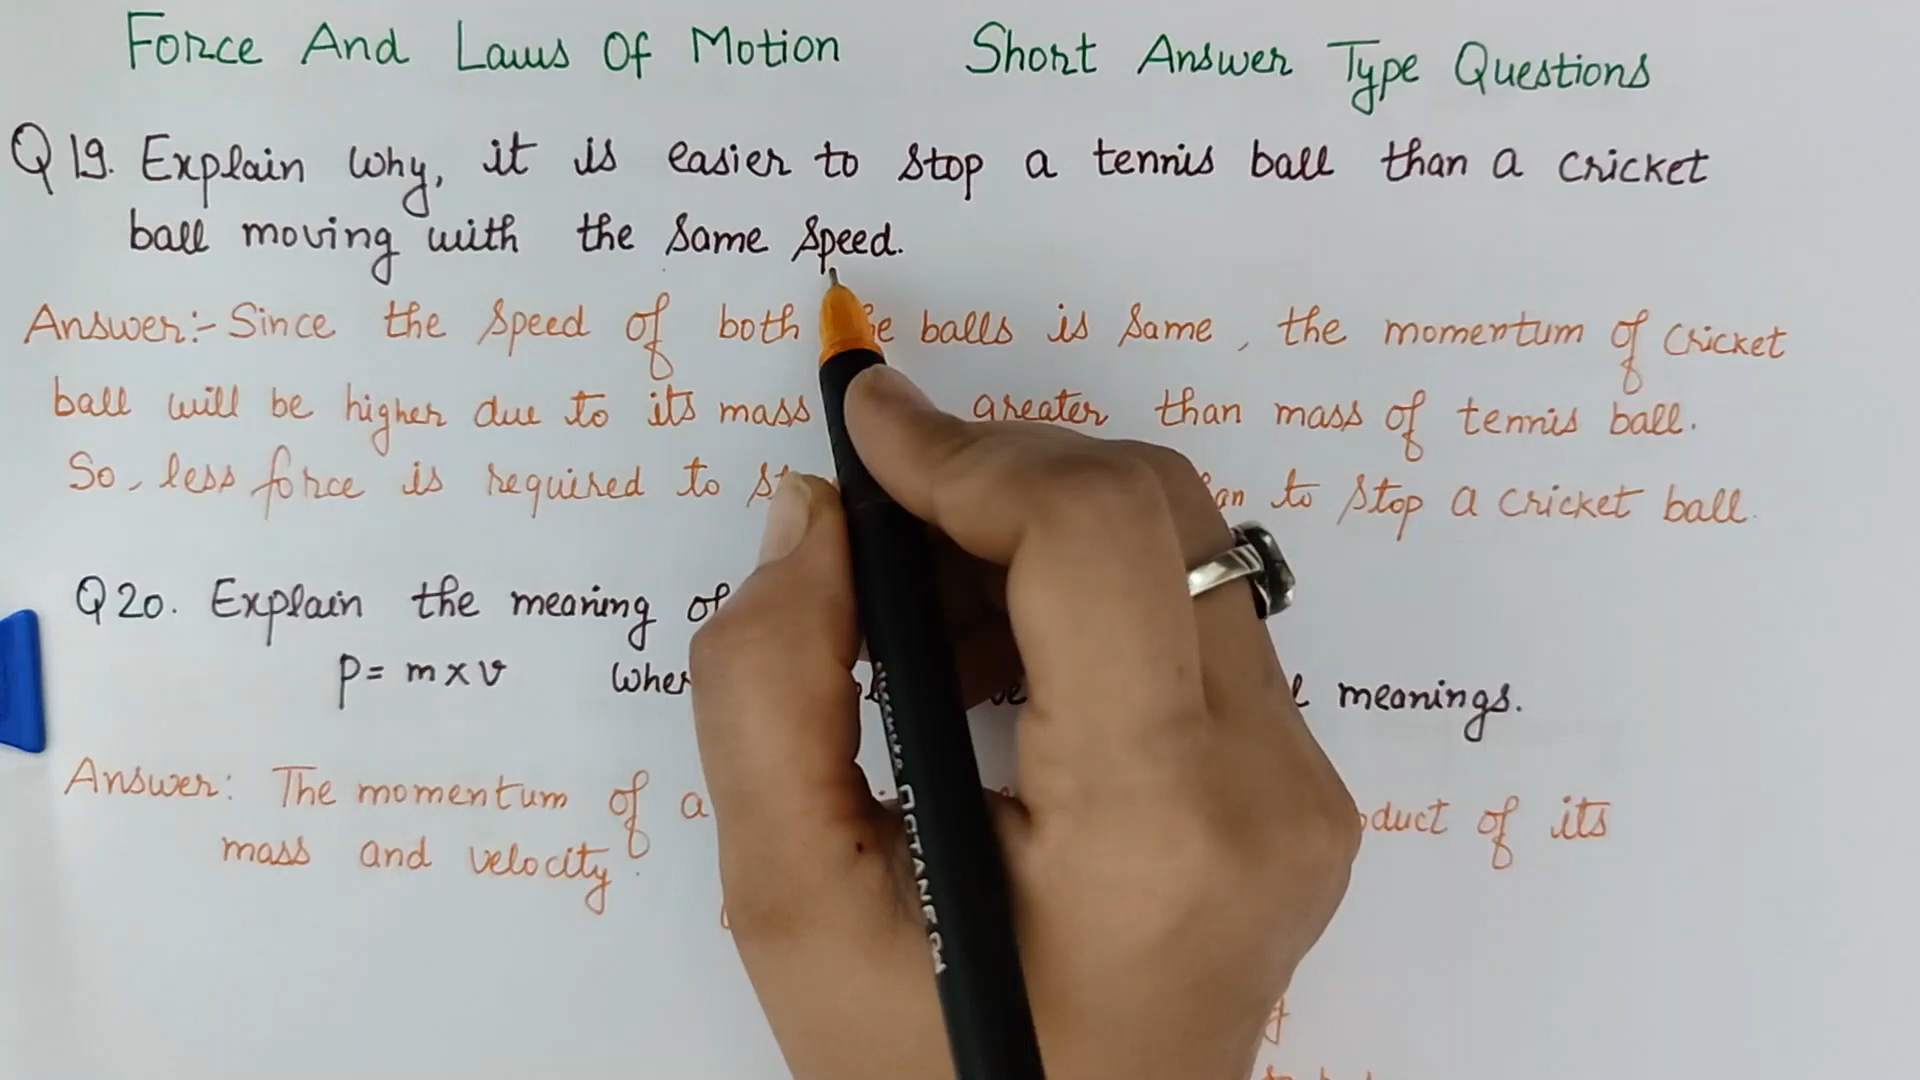 Force And Laws Of Motion Short Answer Type Questions
Q 19. Explain why, it is easier to stop a tennis ball than a cricket
ball moving with the same speed.
Answer:- Since the speed of both balls is same, the momentum of cricket
ball will be higher due to its mass greater than mass of tennis ball.
So, less force is required to to stop a cricket ball.
Q 20. Explain the meaning of
p = m x v meanings.
Answer: The momentum of a of its
mass and velocity.
OCTANE